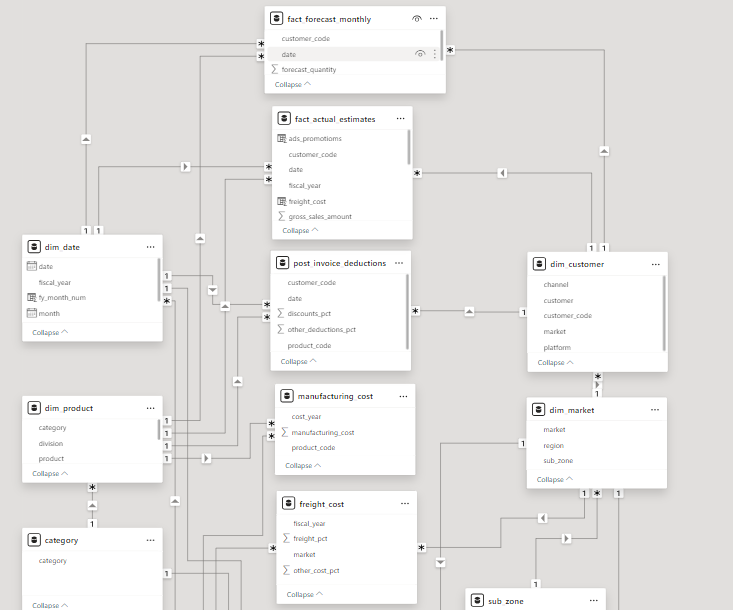 fact_forecast_monthly
customer_code
date
forecast_quantity
Collapse
fact_actual_estimates
ads_promotioms
customer_code
date
fiscal_year
freight_cost
gross_sales_amount
Collapse
dim_date
date
fiscal_year
fy_month_num
month
Collapse
post_invoice_deductions
customer_code
date
discounts_pct
other_deductions_pct
product_code
Collapse
dim_customer
channel
customer
customer_code
market
platform
Collapse
dim_product
category
division
product
Collapse
manufacturing_cost
cost_year
manufacturing_cost
product_code
Collapse
dim_market
market
region
sub_zone
Collapse
category
category
Collapse
freight_cost
fiscal_year
freight_pct
market
other_cost_pct
Collapse
sub_zone